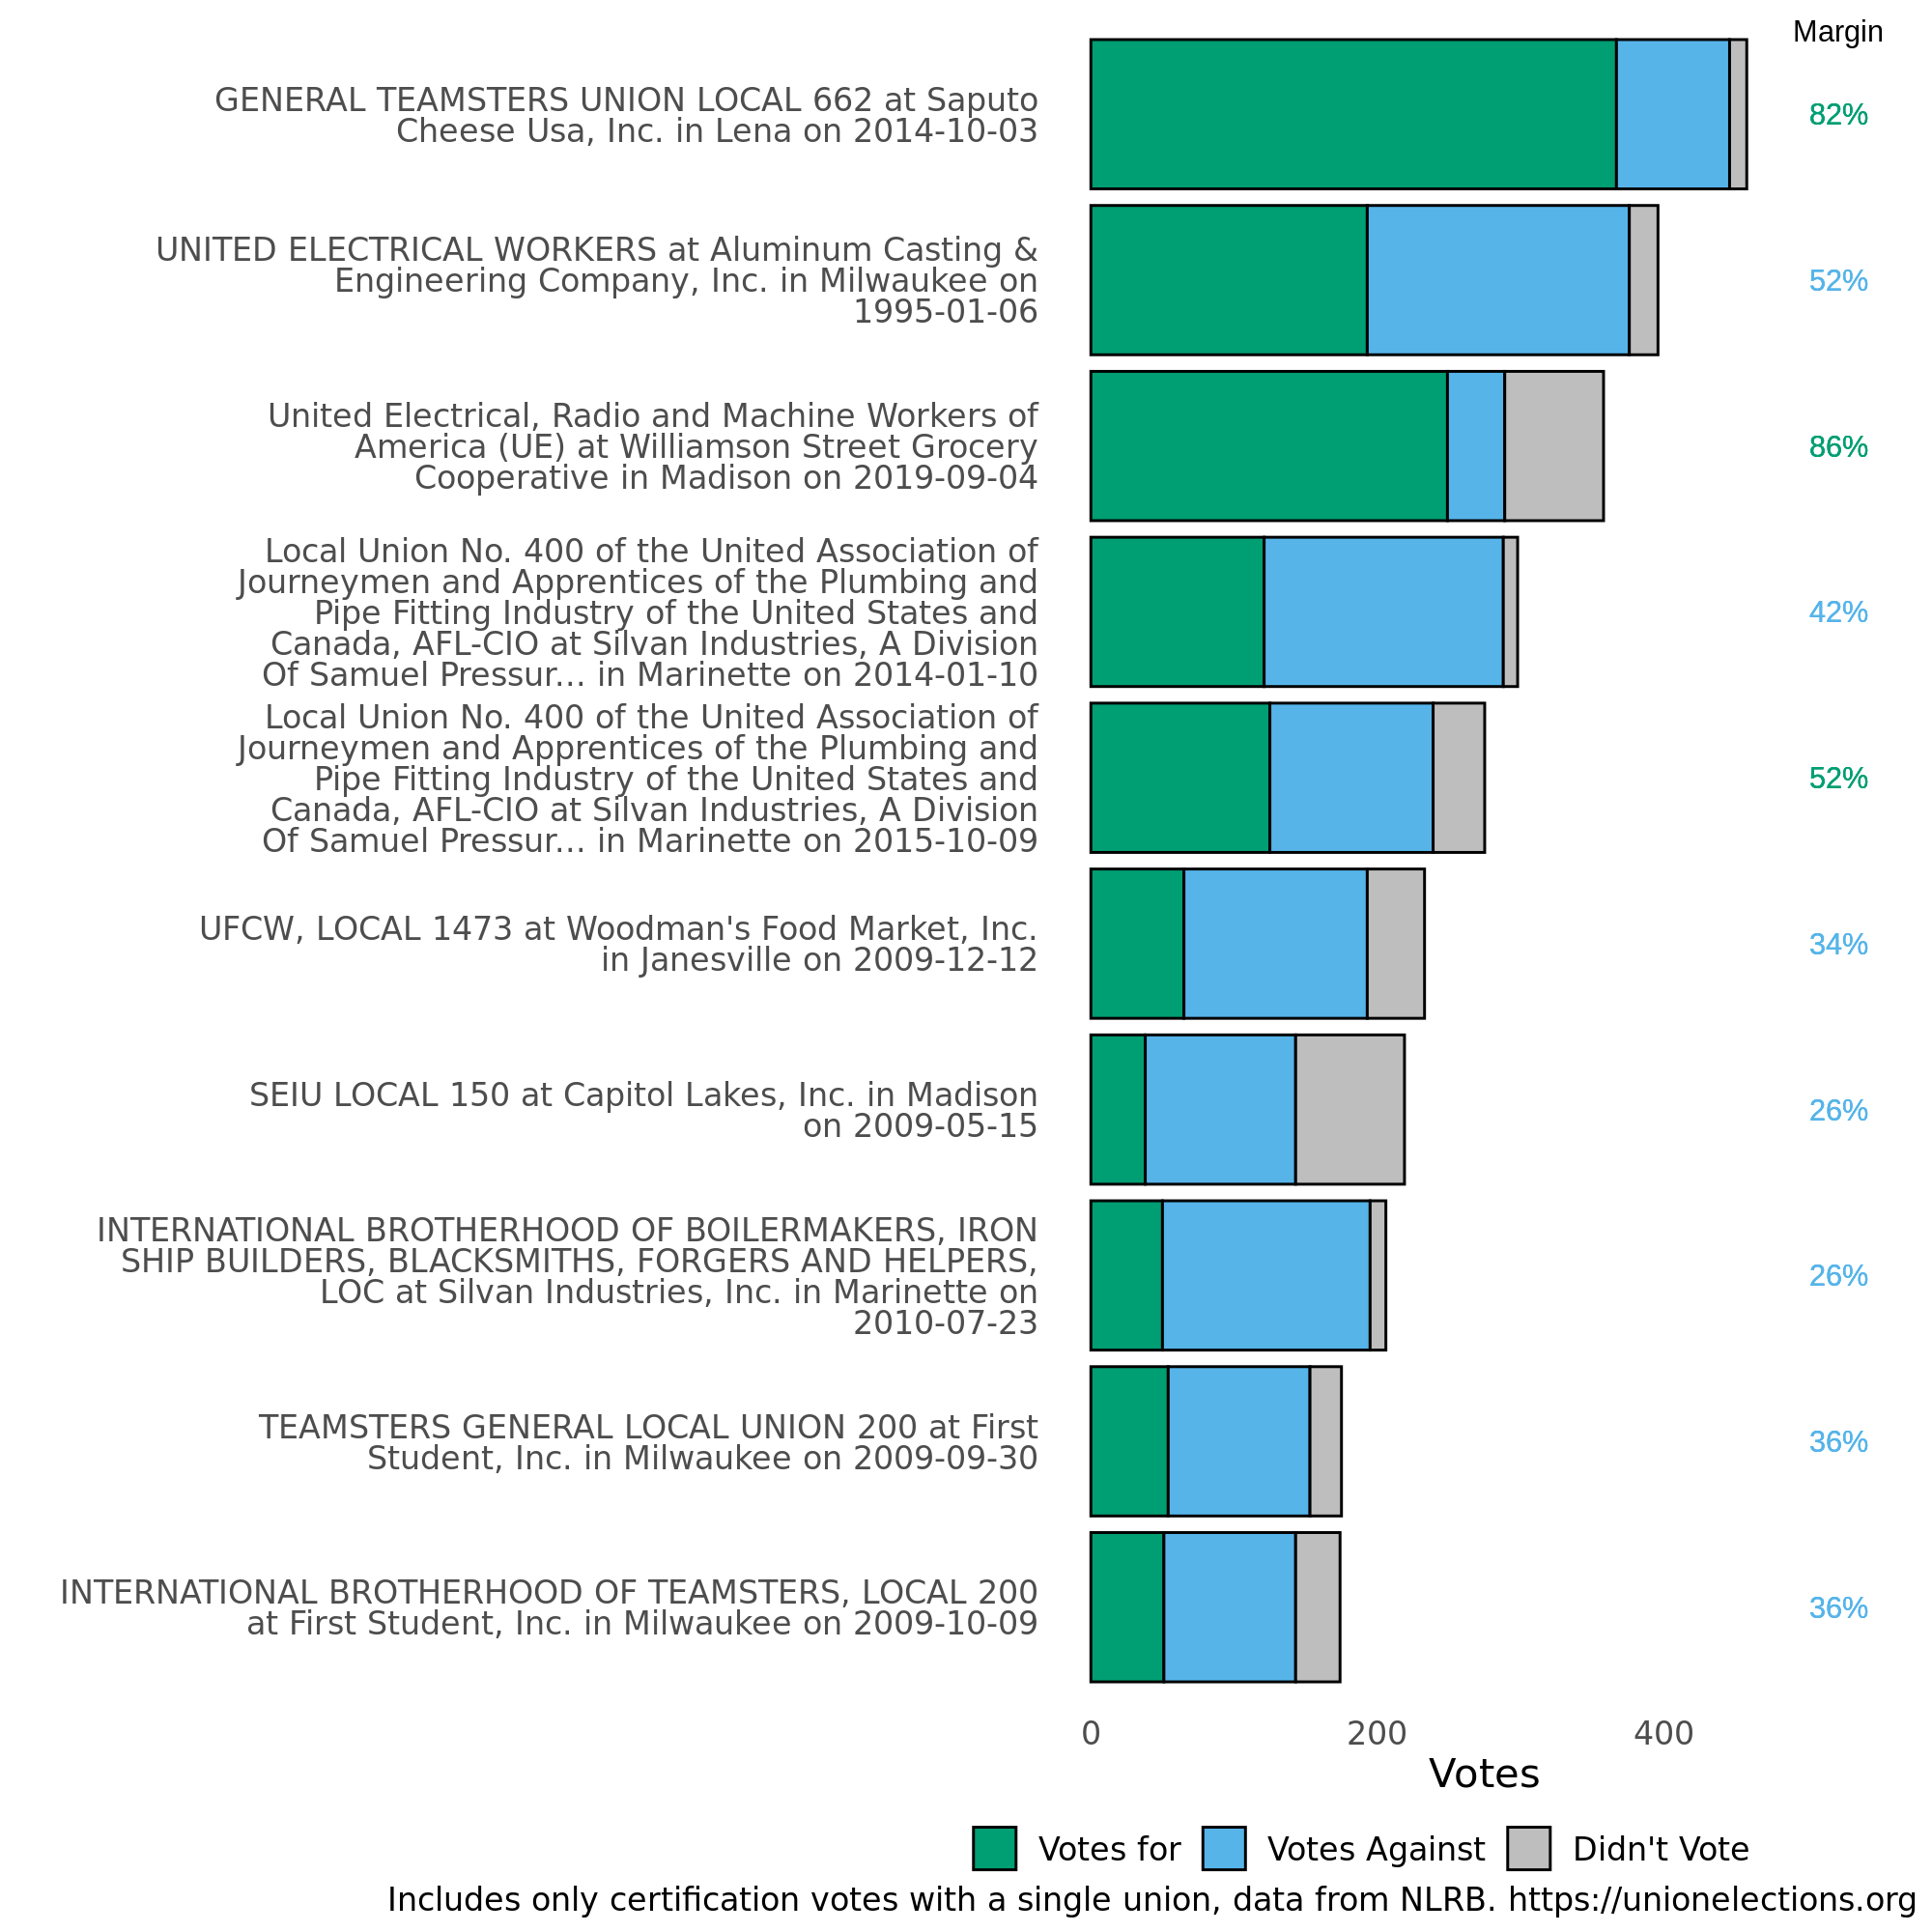 Margin
GENERAL TEAMSTERS UNION LOCAL 662 at Saputo
Cheese Usa, Inc. in Lena on 2014-10-03
82%
UNITED ELECTRICAL WORKERS at Aluminum Casting &
Engineering Company, Inc. in Milwaukee on
1995-01-06
52%
United Electrical, Radio and Machine Workers of
America (UE) at Williamson Street Grocery
Cooperative in Madison on 2019-09-04
86%
Local Union No. 400 of the United Association of
Journeymen and Apprentices of the Plumbing and
Pipe Fitting Industry of the United States and
Canada, AFL-CIO at Silvan Industries, A Division
Of Samuel Pressur... in Marinette on 2014-01-10
42%
Local Union No. 400 of the United Association of
Journeymen and Apprentices of the Plumbing and
Pipe Fitting Industry of the United States and
Canada, AFL-CIO at Silvan Industries, A Division
Of Samuel Pressur... in Marinette on 2015-10-09
52%
UFCW, LOCAL 1473 at Woodman's Food Market, Inc.
in Janesville on 2009-12-12
34%
SEIU LOCAL 150 at Capitol Lakes, Inc. in Madison
on 2009-05-15
26%
INTERNATIONAL BROTHERHOOD OF BOILERMAKERS, IRON
SHIP BUILDERS, BLACKSMITHS, FORGERS AND HELPERS,
LOC at Silvan Industries, Inc. in Marinette on
2010-07-23
26%
TEAMSTERS GENERAL LOCAL UNION 200 at First
Student, Inc. in Milwaukee on 2009-09-30
36%
INTERNATIONAL BROTHERHOOD OF TEAMSTERS, LOCAL 200
at First Student, Inc. in Milwaukee on 2009-10-09
36%
0 200 400
Votes
Votes for Votes Against Didn't Vote
Includes only certification votes with a single union, data from NLRB. https://unionelections.org